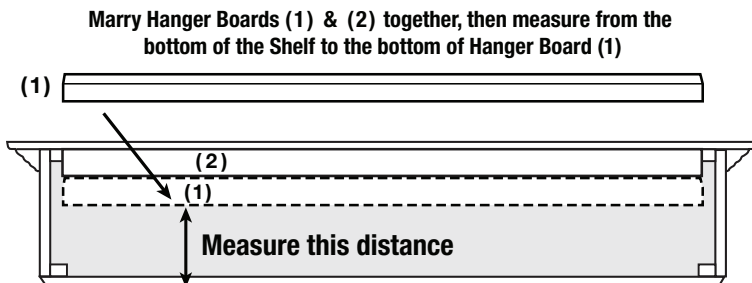 Marry Hanger Boards (1) & (2) together, then measure from the
bottom of the Shelf to the bottom of Hanger Board (1)
(1)
(2)
(1)
Measure this distance